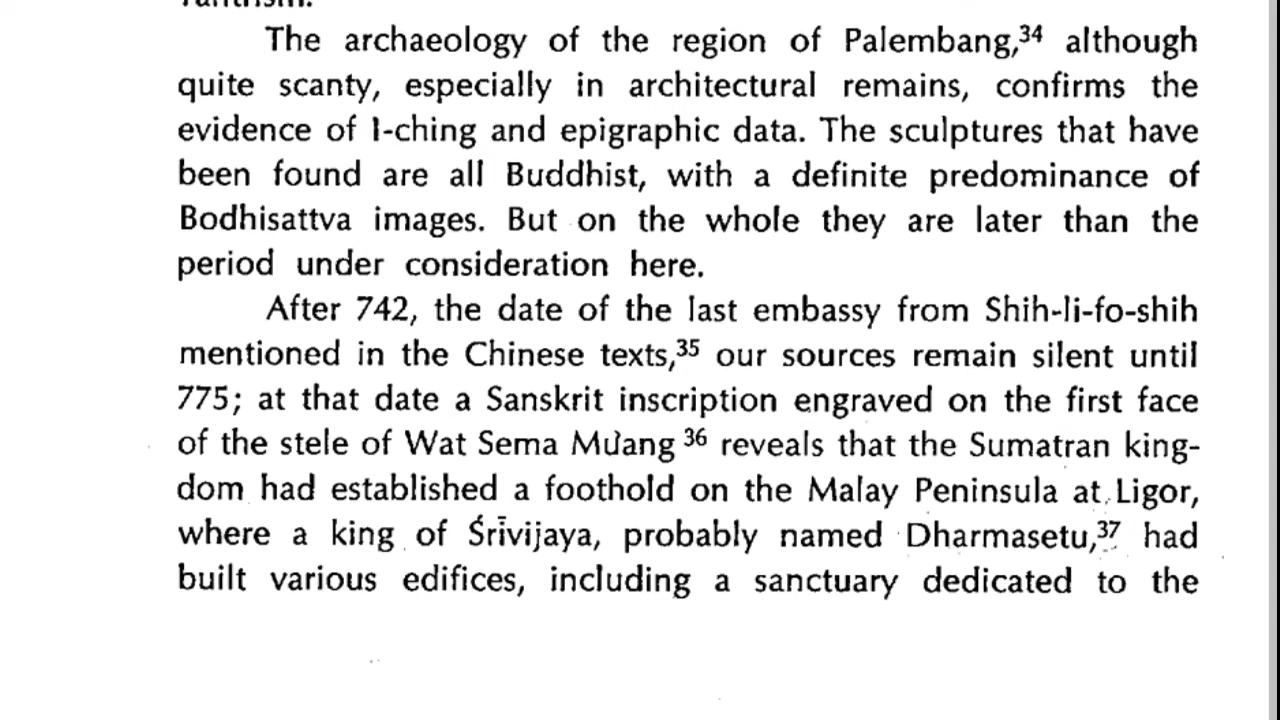 The archaeology of the region of Palembang,³⁴ although
quite scanty, especially in architectural remains, confirms the
evidence of I-ching and epigraphic data. The sculptures that have
been found are all Buddhist, with a definite predominance of
Bodhisattva images. But on the whole they are later than the
period under consideration here.
After 742, the date of the last embassy from Shih-li-fo-shih
mentioned in the Chinese texts,³⁵ our sources remain silent until
775; at that date a Sanskrit inscription engraved on the first face
of the stele of Wat Sema Mưang ³⁶ reveals that the Sumatran king-
dom had established a foothold on the Malay Peninsula at Ligor,
where a king of Śrīvijaya, probably named Dharmasetu,³⁷ had
built various edifices, including a sanctuary dedicated to the